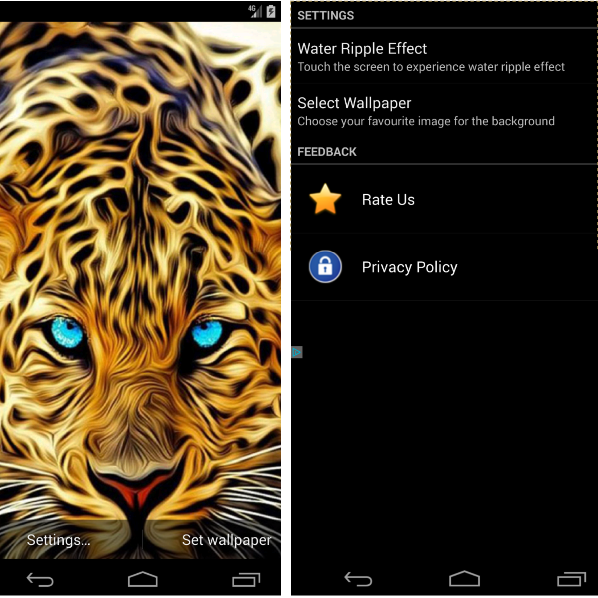 4G
Settings...
Set wallpaper
SETTINGS
Water Ripple Effect
Touch the screen to experience water ripple effect
Select Wallpaper
Choose your favourite image for the background
FEEDBACK
Rate Us
Privacy Policy